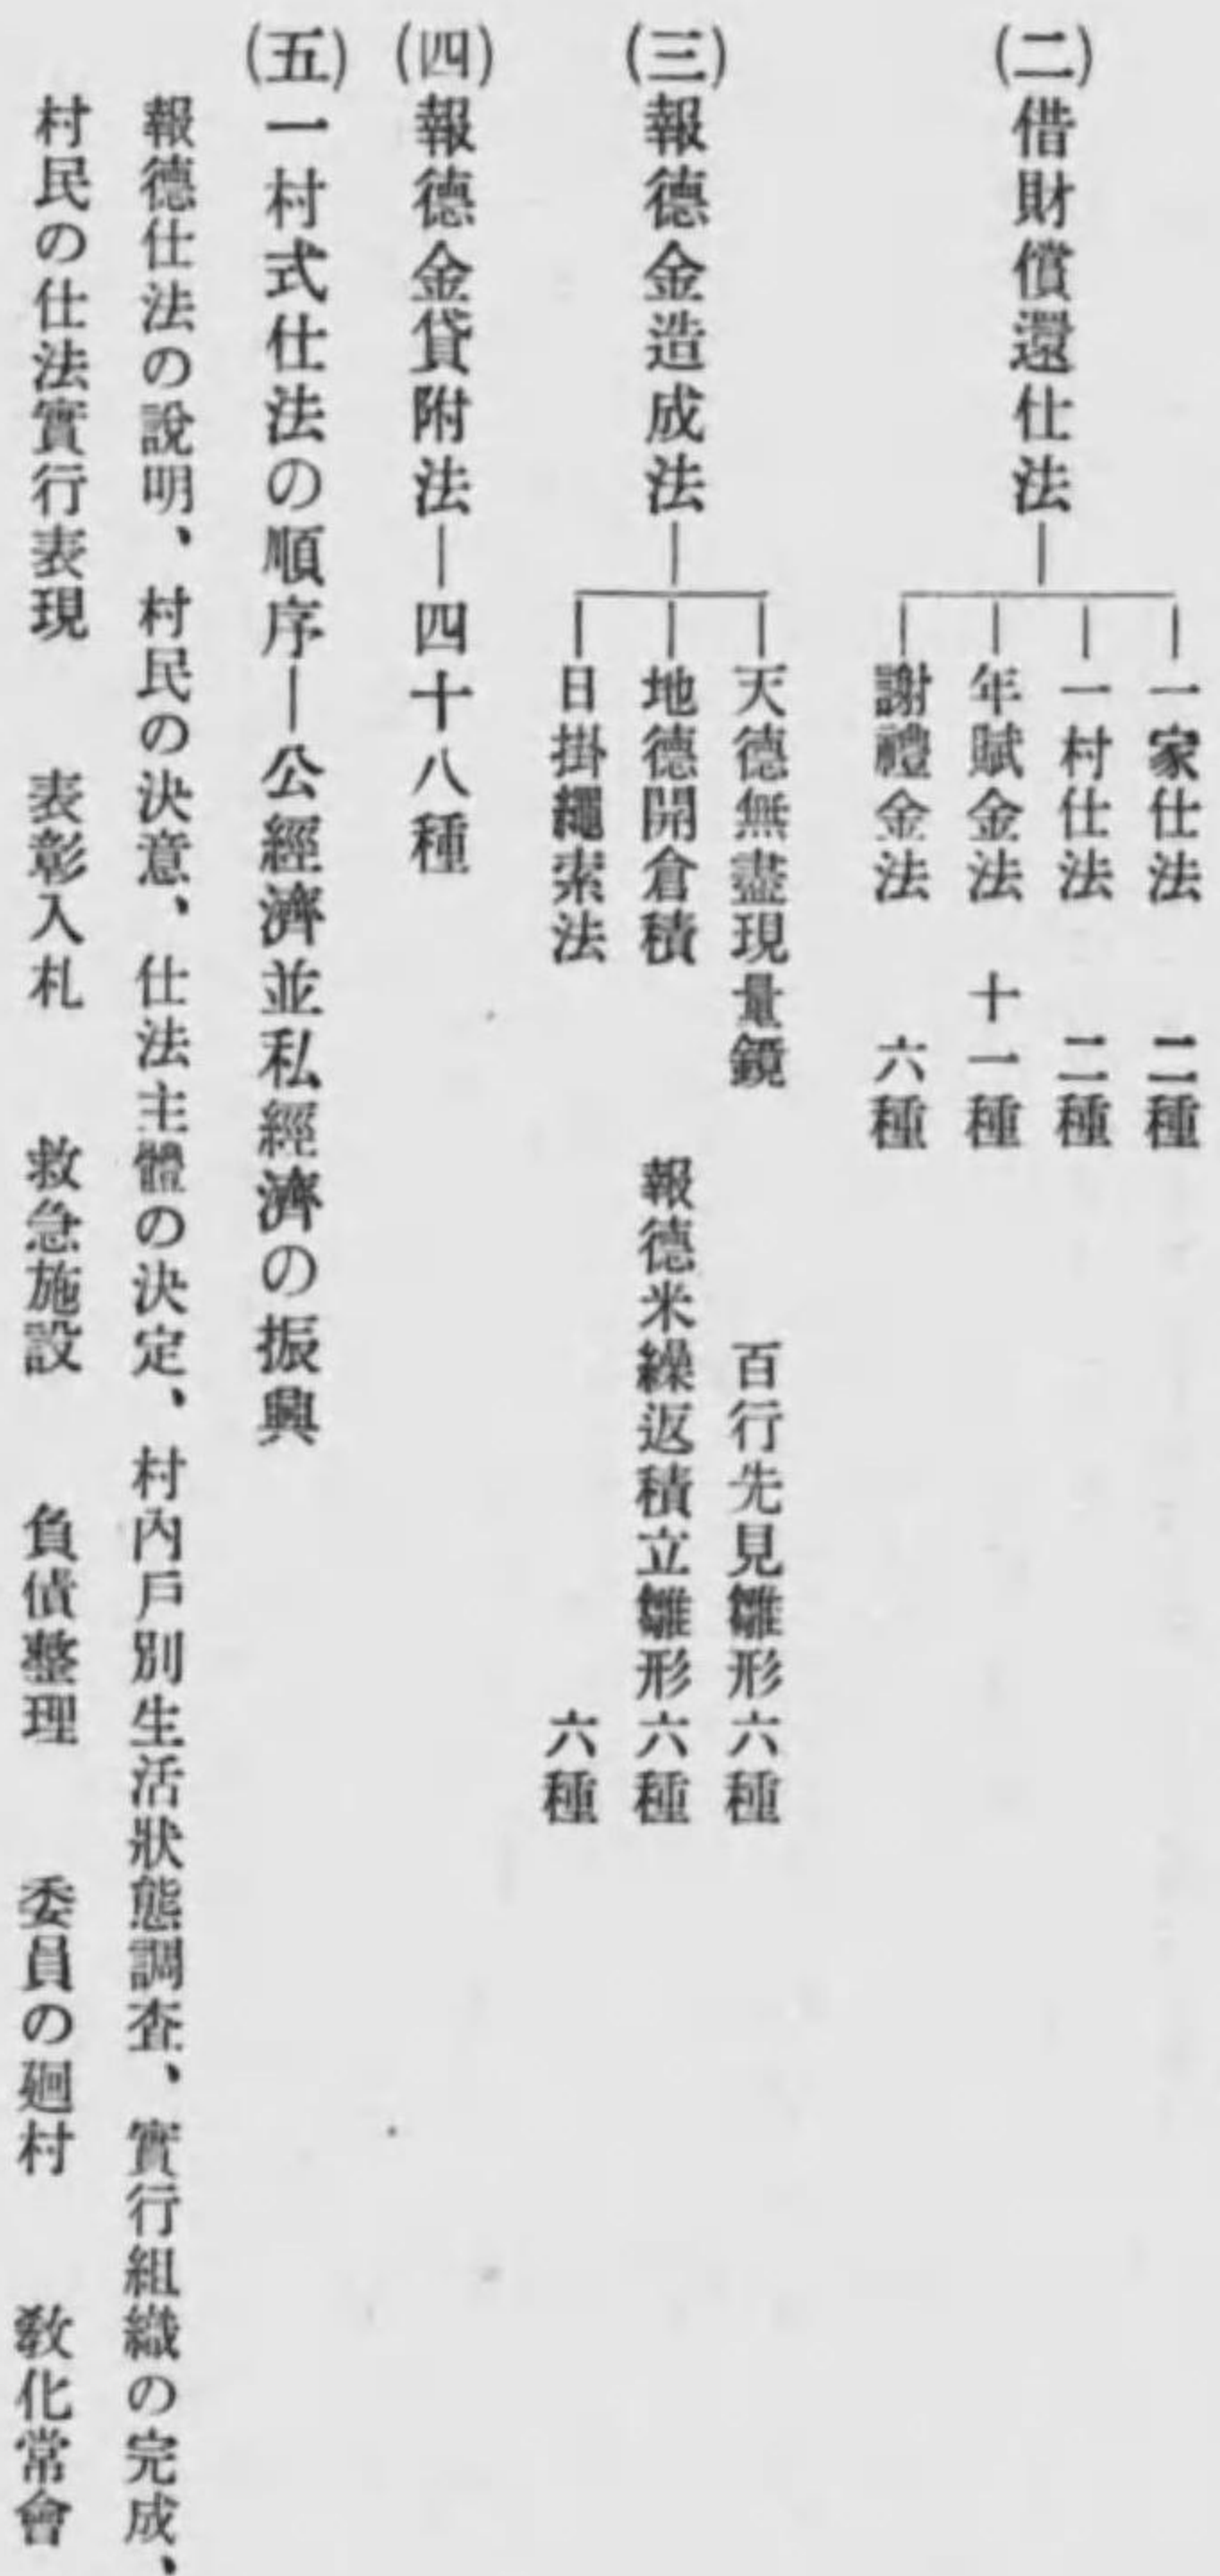 (二)借財償還仕法―
一家仕法 二種
一村仕法 二種
年賦金法 十一種
謝禮金法 六種
(三)報德金造成法―
天德無盡現量鏡 百行先見雛形六種
地德開倉積 報德米繰返積立雛形六種
日掛繩索法 六種
(四)報德金貸附法―四十八種
(五)一村式仕法の順序―公經濟並私經濟の振興
報德仕法の說明、村民の決意、仕法主體の決定、村內戶別生活狀態調査、實行組織の完成、
村民の仕法實行表現 表彰入札 救急施設 負債整理 委員の廻村 敎化常會